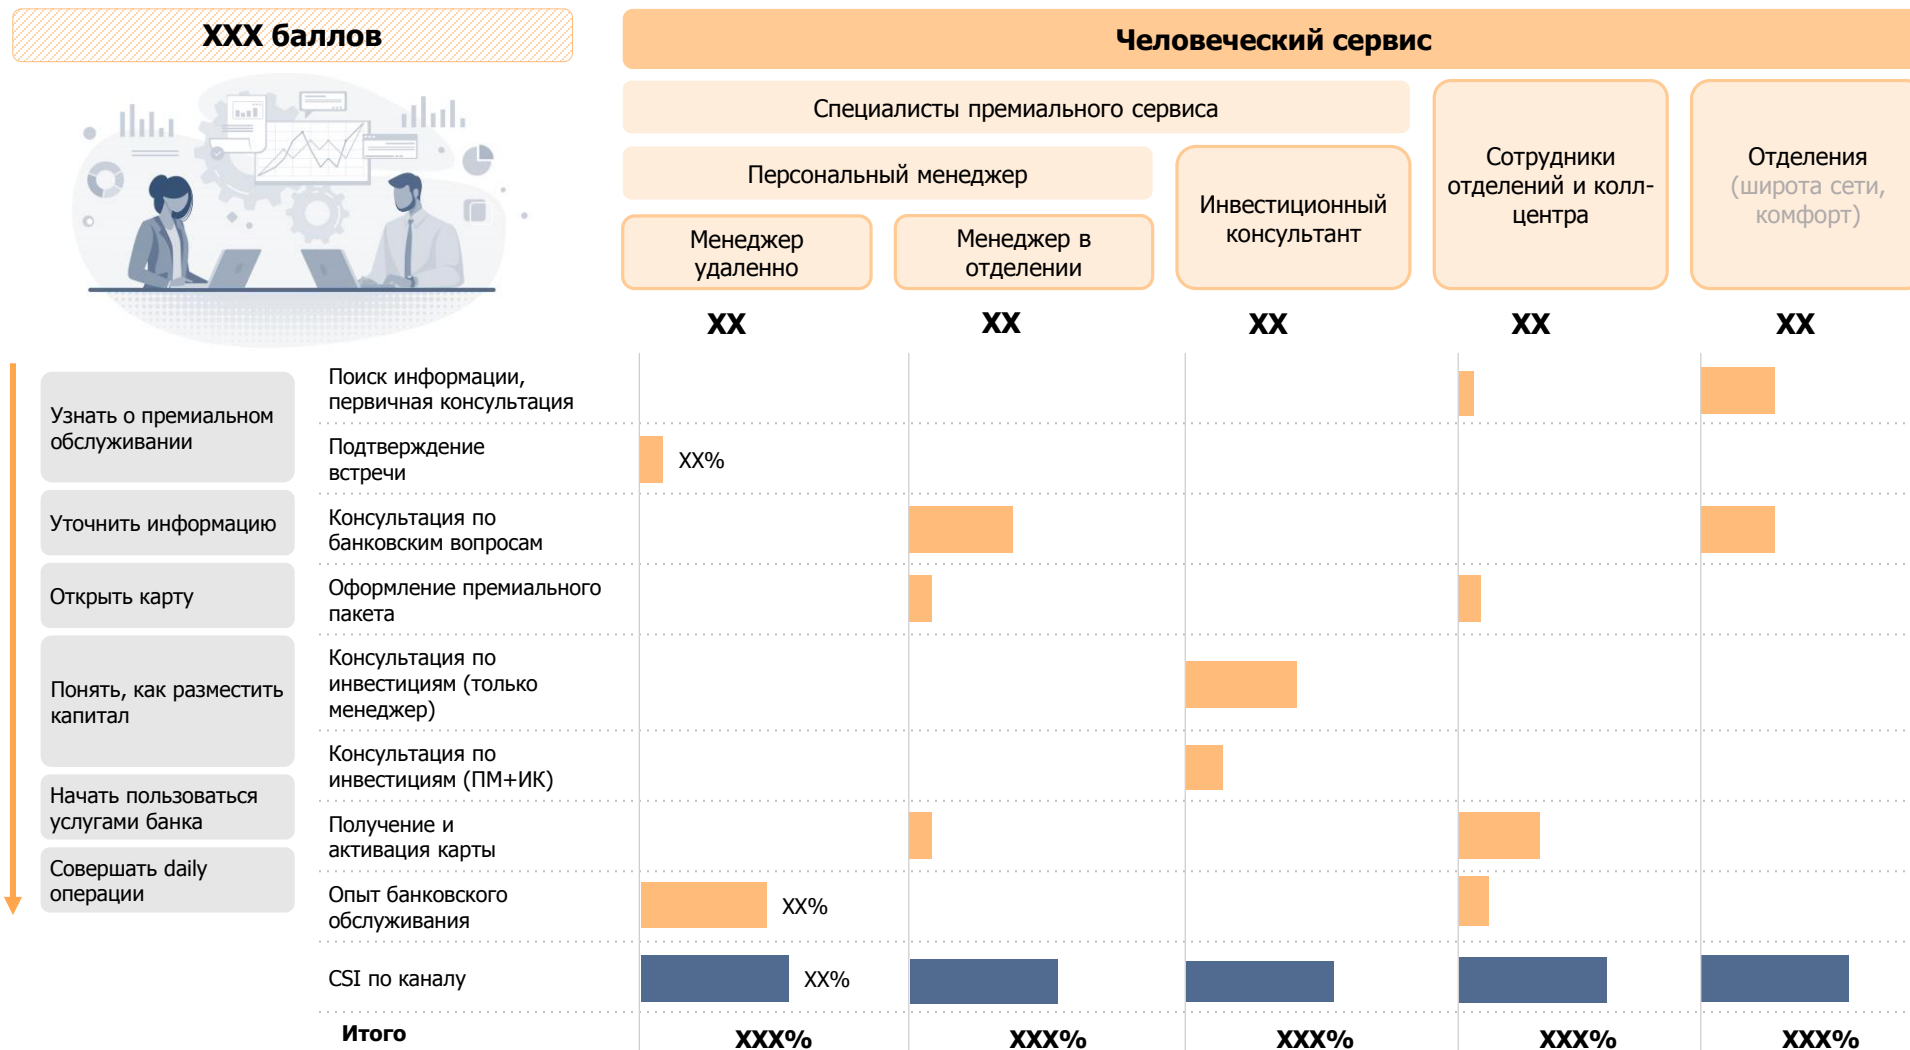 XXX баллов
Человеческий сервис
Специалисты премиального сервиса
Персональный менеджер
Менеджер
удаленно
Менеджер в
отделении
Инвестиционный
консультант
Сотрудники
отделений и колл-
центра
Отделения
(широта сети,
комфорт)
XX
XX
XX
XX
XX
Узнать о премиальном
обслуживании
Уточнить информацию
Открыть карту
Понять, как разместить
капитал
Начать пользоваться
услугами банка
Совершать daily
операции
Поиск информации,
первичная консультация
Подтверждение
встречи
XX%
Консультация по
банковским вопросам
Оформление премиального
пакета
Консультация по
инвестициям (только
менеджер)
Консультация по
инвестициям (ПМ+ИК)
Получение и
активация карты
Опыт банковского
обслуживания
XX%
CSI по каналу
XX%
Итого
XXX%
XXX%
XXX%
XXX%
XXX%